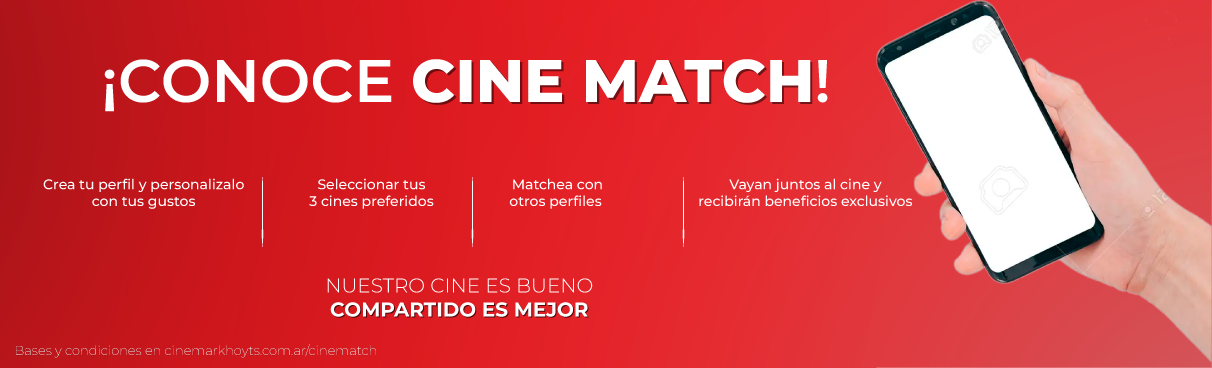 ¡CONOCE CINE MATCH!
Crea tu perfil y personalizalo
con tus gustos
Seleccionar tus
3 cines preferidos
Matchea con
otros perfiles
Vayan juntos al cine y
recibirán beneficios exclusivos
NUESTRO CINE ES BUENO
COMPARTIDO ES MEJOR
Bases y condiciones en cinemarkhoyts.com.ar/cinematch